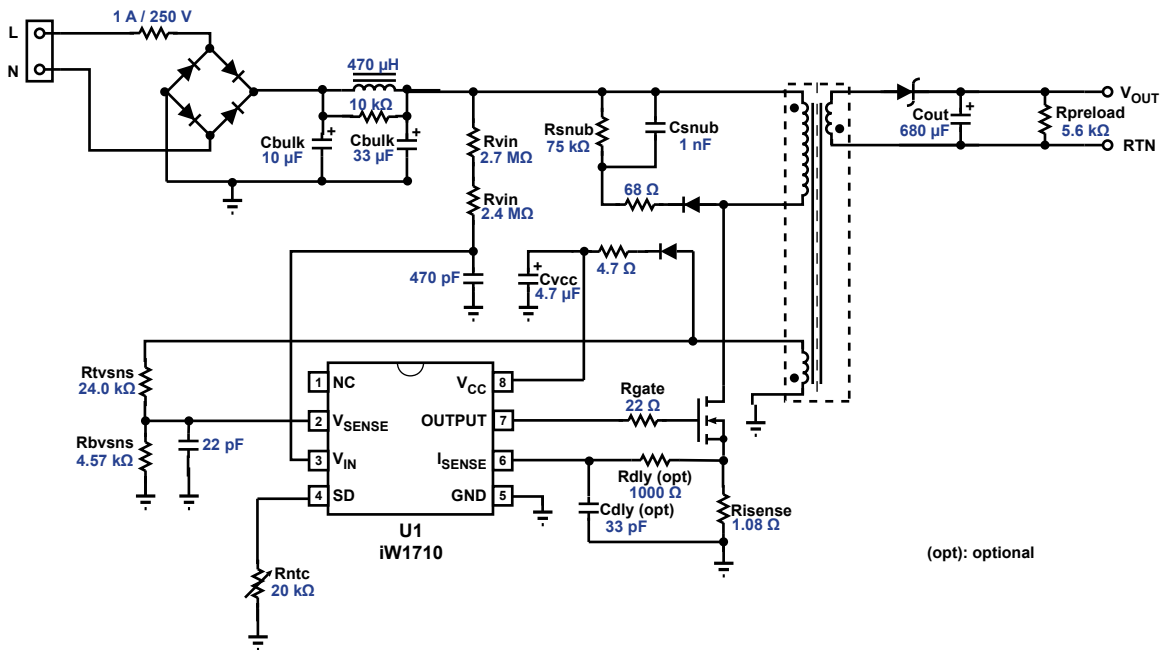 1 A / 250 V
L
N
470 µH
10 kΩ
Cbulk
10 µF
Cbulk
33 µF
+
+
Rvin
2.7 MΩ
Rvin
2.4 MΩ
Rsnub
75 kΩ
Csnub
1 nF
68 Ω
Cout
680 µF
+
Rpreload
5.6 kΩ
VOUT
RTN
470 pF
+
Cvcc
4.7 µF
4.7 Ω
Rtvsns
24.0 kΩ
Rbvsns
4.57 kΩ
22 pF
1 NC
2 VSENSE
3 VIN
4 SD
VCC 8
OUTPUT 7
ISENSE 6
GND 5
U1
iW1710
Rgate
22 Ω
Rdly (opt)
1000 Ω
Cdly (opt)
33 pF
Risense
1.08 Ω
Rntc
20 kΩ
(opt): optional